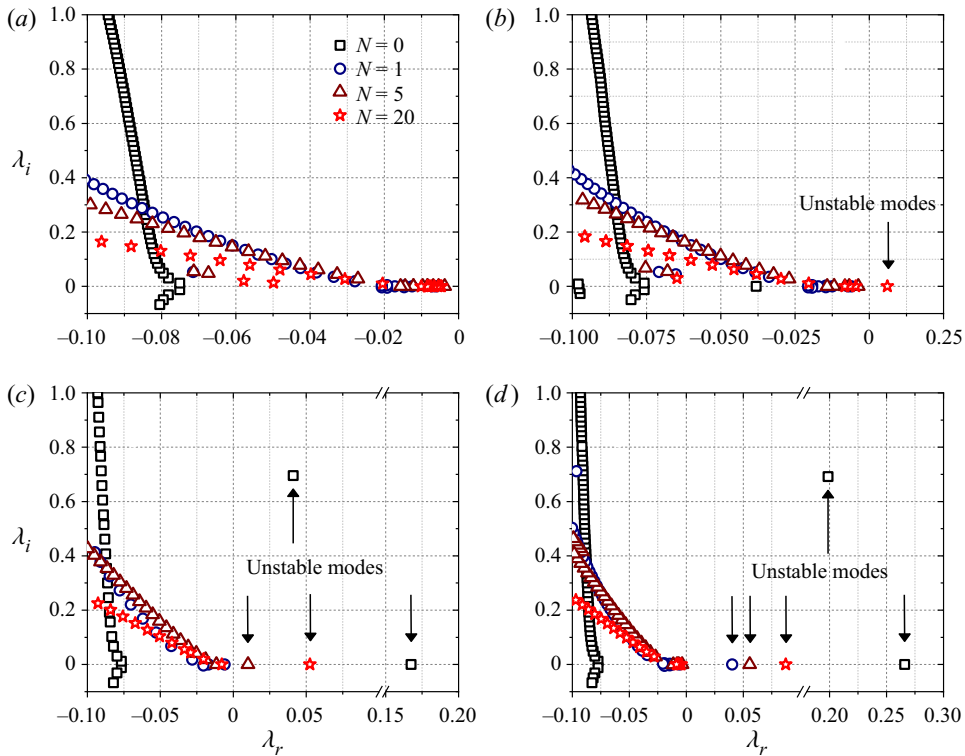 (a)
1.0
0.8
0.6
0.4
0.2
0
λi
N = 0
N = 1
N = 5
N = 20
–0.10 –0.08 –0.06 –0.04 –0.02 0
(b)
1.0
0.8
0.6
0.4
0.2
0
Unstable modes
–0.100 –0.075 –0.050 –0.025 0 0.25
(c)
1.0
0.8
0.6
0.4
0.2
0
λi
Unstable modes
–0.10 –0.05 0 0.05 0.10 0.15 0.20
λr
(d)
1.0
0.8
0.6
0.4
0.2
0
Unstable modes
–0.10 –0.05 0 0.05 0.20 0.25 0.30
λr